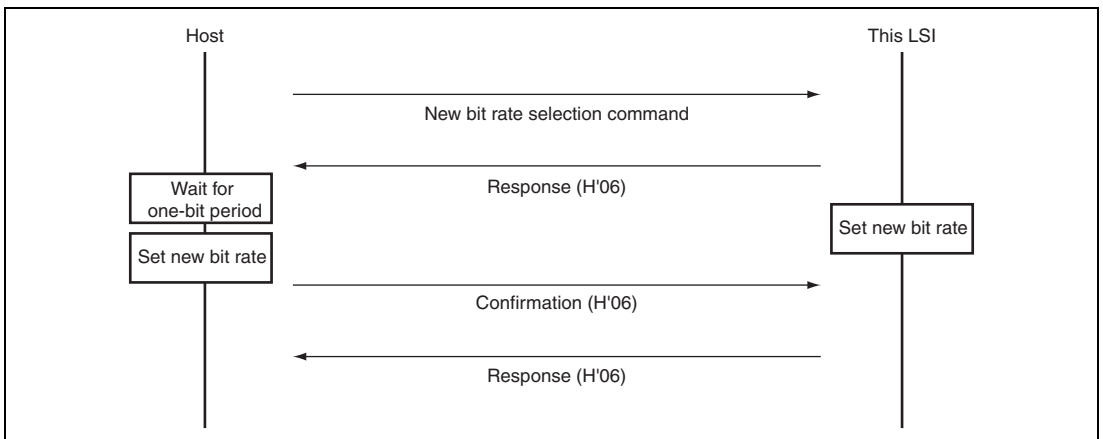 Host
This LSI
New bit rate selection command
Response (H'06)
Wait for
one-bit period
Set new bit rate
Set new bit rate
Confirmation (H'06)
Response (H'06)